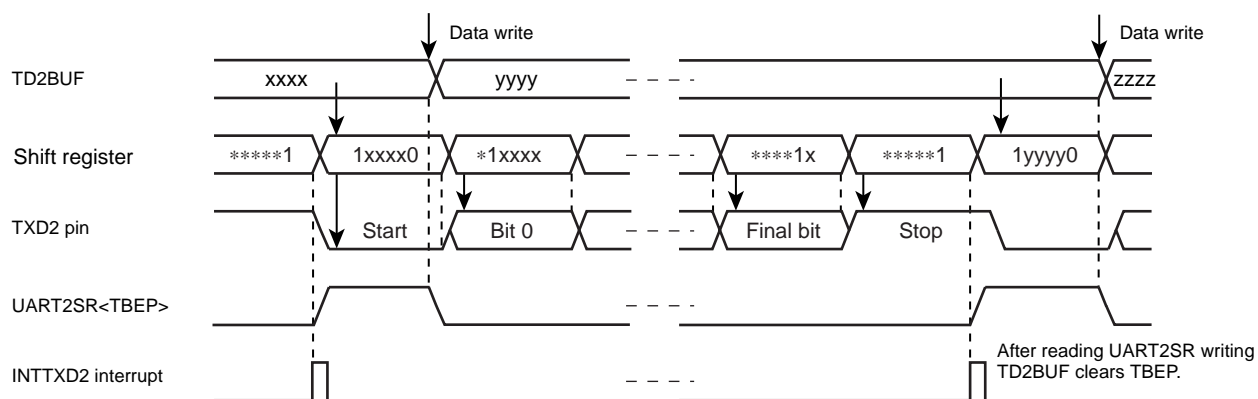 Data write
Data write
TD2BUF
xxxx
yyyy
zzzz
Shift register
*****1
1xxxx0
*1xxxx
****1x
*****1
1yyyy0
TXD2 pin
Start
Bit 0
Final bit
Stop
UART2SR<TBEP>
INTTXD2 interrupt
After reading UART2SR writing
TD2BUF clears TBEP.